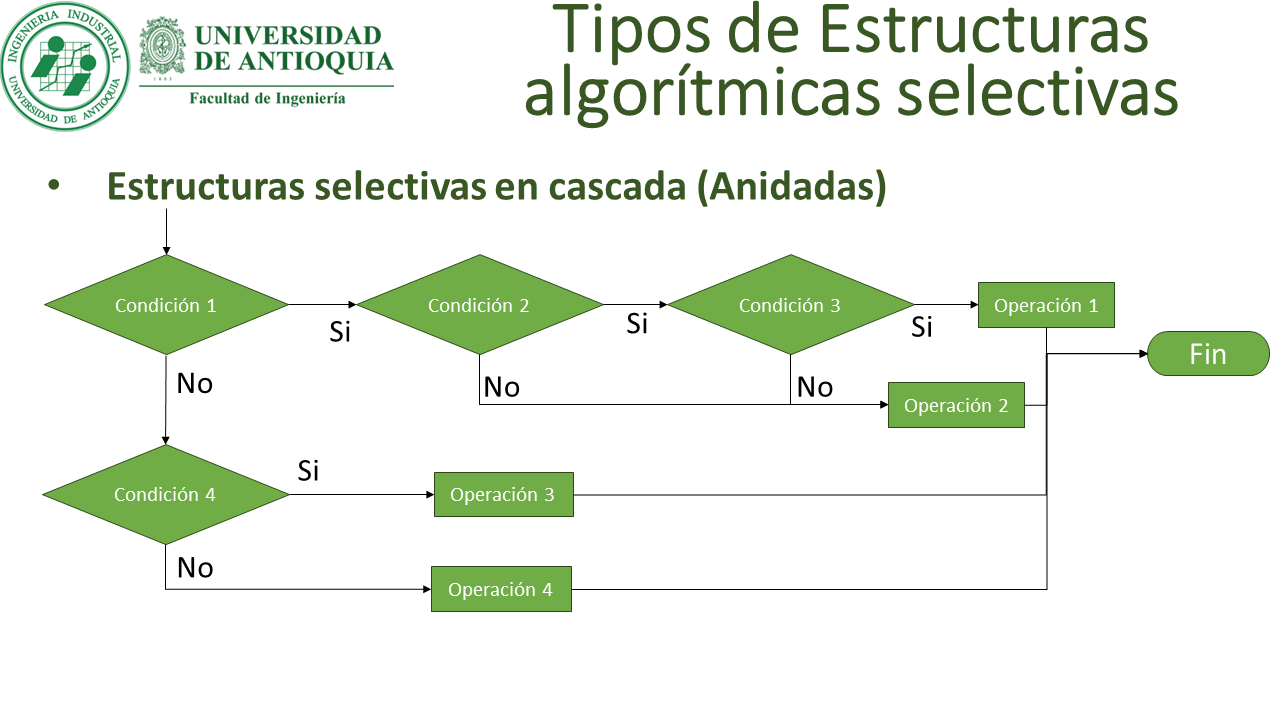 INGENIERIA INDUSTRIAL
UNIVERSIDAD DE ANTIOQUIA
UNIVERSIDAD
DE ANTIOQUIA
1803
Facultad de Ingeniería
Tipos de Estructuras
algorítmicas selectivas
• Estructuras selectivas en cascada (Anidadas)
Condición 1
Si
Condición 2
Si
Condición 3
Si
Operación 1
Fin
No
No
No
Operación 2
Condición 4
Si
Operación 3
No
Operación 4